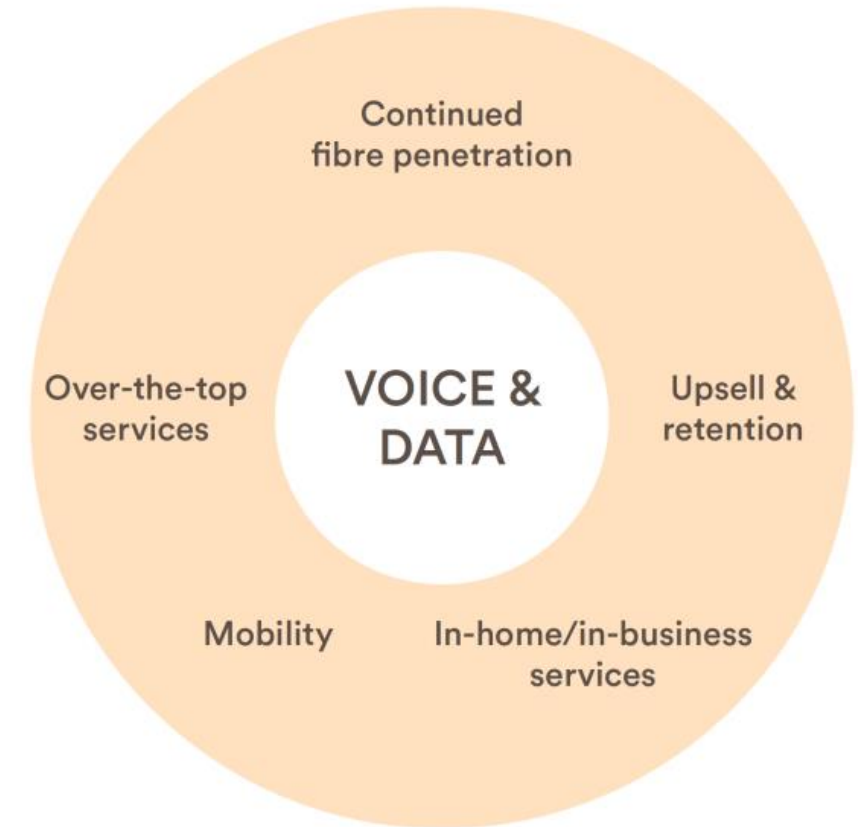 Continued
fibre penetration
Over-the-top
services
VOICE &
DATA
Upsell &
retention
Mobility
In-home/in-business
services